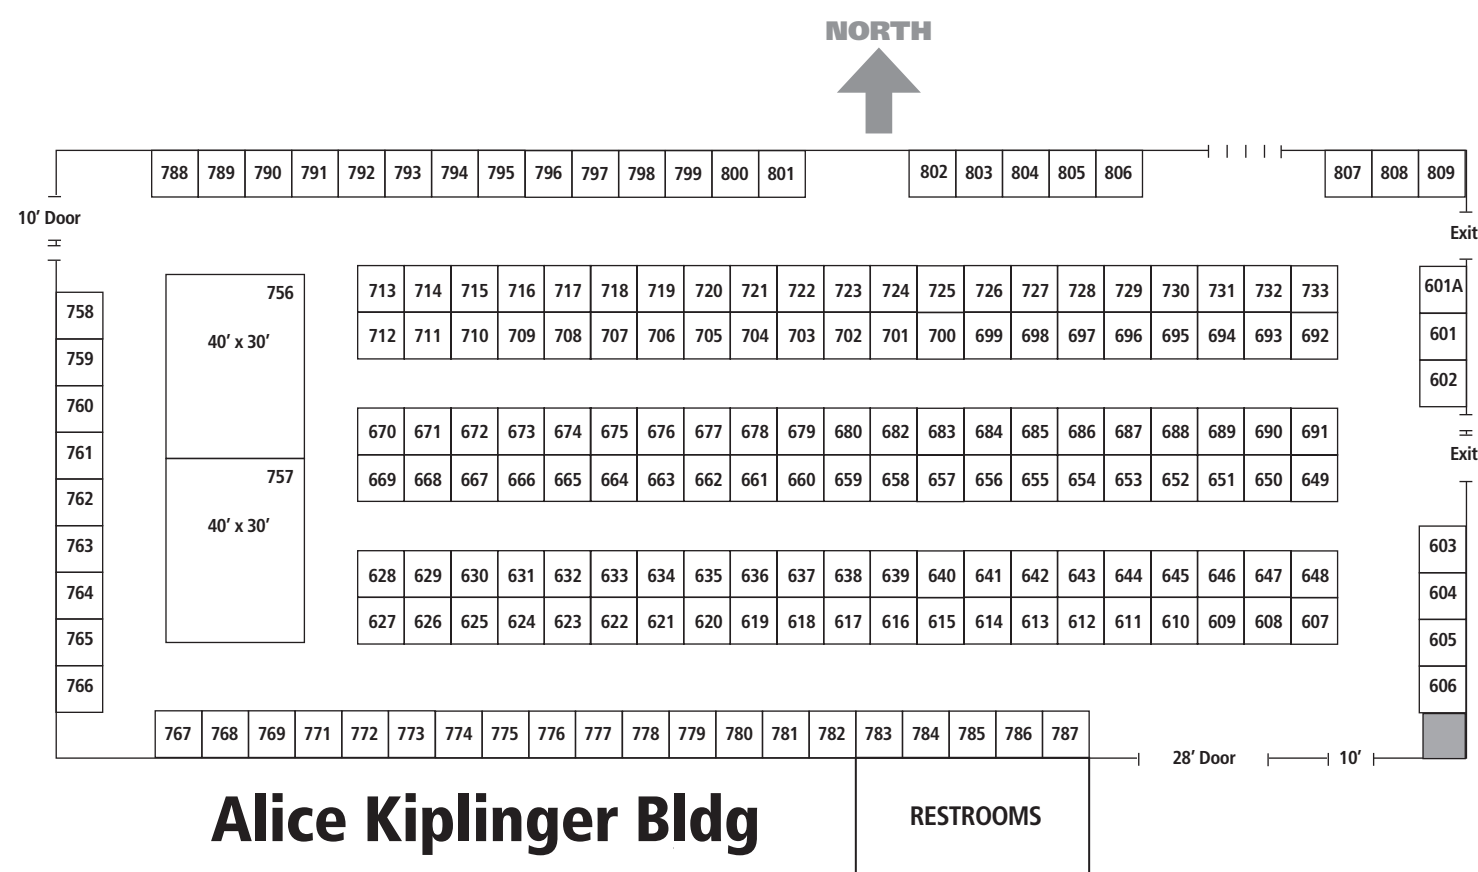 NORTH
788 789 790 791 792 793 794 795 796 797 798 799 800 801 802 803 804 805 806 807 808 809
10′ Door
Exit
756
40′ x 30′
757
40′ x 30′
758
759
760
761
762
763
764
765
766
713 714 715 716 717 718 719 720 721 722 723 724 725 726 727 728 729 730 731 732 733
712 711 710 709 708 707 706 705 704 703 702 701 700 699 698 697 696 695 694 693 692
670 671 672 673 674 675 676 677 678 679 680 682 683 684 685 686 687 688 689 690 691
669 668 667 666 665 664 663 662 661 660 659 658 657 656 655 654 653 652 651 650 649
628 629 630 631 632 633 634 635 636 637 638 639 640 641 642 643 644 645 646 647 648
627 626 625 624 623 622 621 620 619 618 617 616 615 614 613 612 611 610 609 608 607
601A
601
602
Exit
603
604
605
606
767 768 769 771 772 773 774 775 776 777 778 779 780 781 782 783 784 785 786 787
28′ Door
10′
Alice Kiplinger Bldg
RESTROOMS